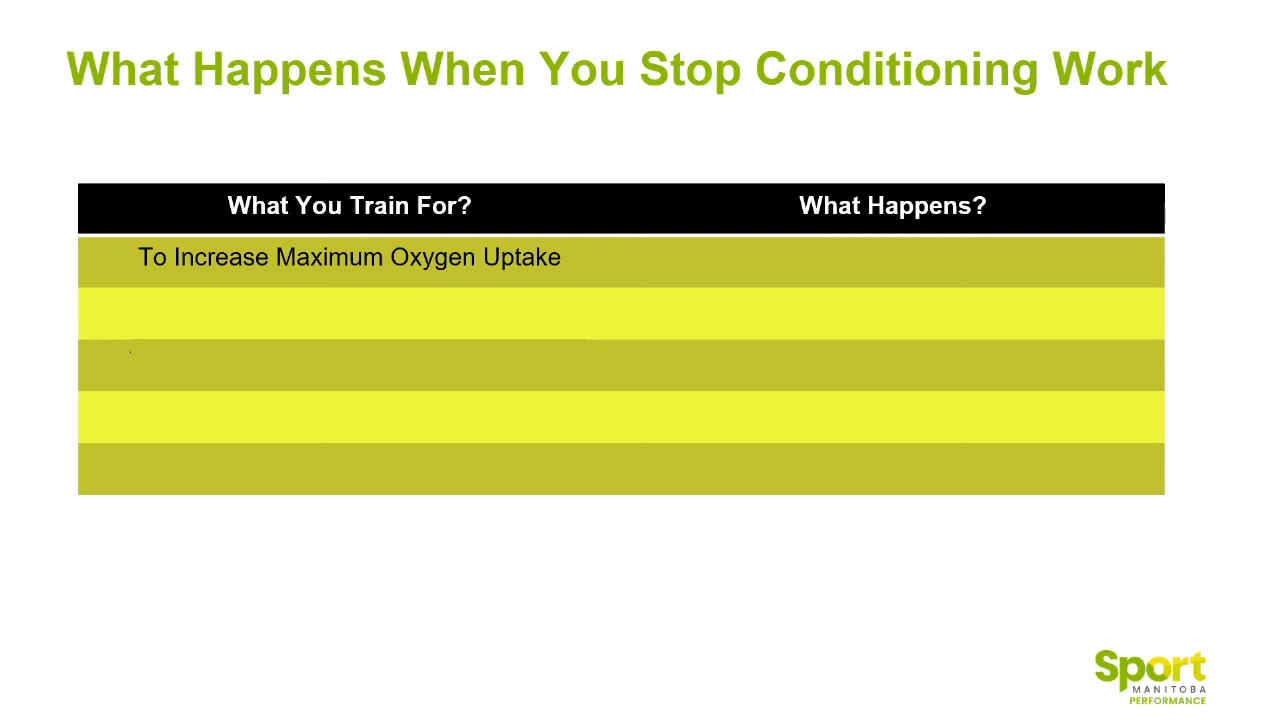 What Happens When You Stop Conditioning Work
What You Train For? What Happens?
To Increase Maximum Oxygen Uptake
Sport
MANITOBA
PERFORMANCE